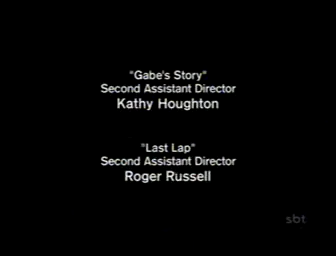 "Gabe's Story"
Second Assistant Director
Kathy Houghton
"Last Lap"
Second Assistant Director
Roger Russell
sbt